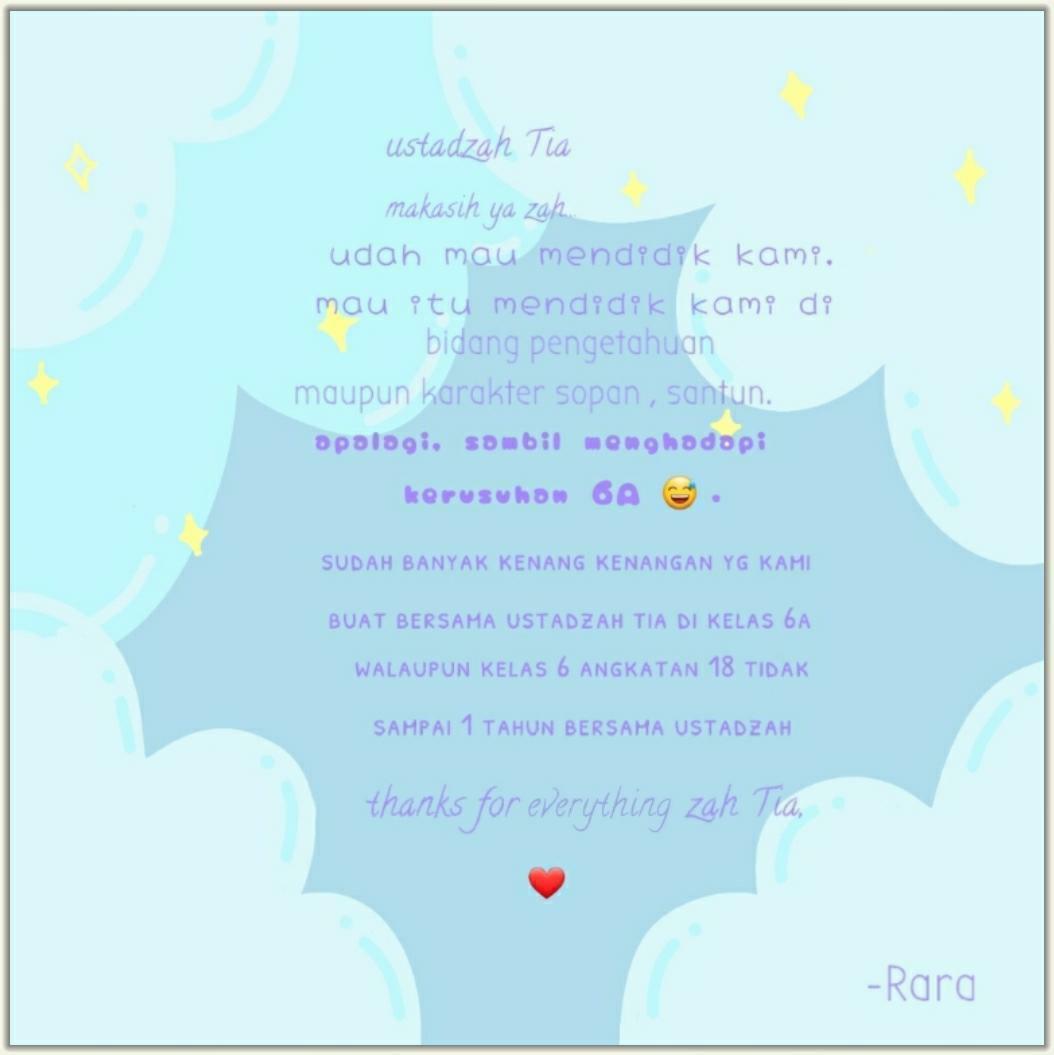 ustadzah Tia
makasih ya zah...
udah mau mendidik kami.
mau itu mendidik kami di
bidang pengetahuan
maupun karakter sopan , santun.
apalagi, sambil menghadapi
kerusuhan 6A 😅 .
SUDAH BANYAK KENANG KENANGAN YG KAMI
BUAT BERSAMA USTADZAH TIA DI KELAS 6A
WALAUPUN KELAS 6 ANGKATAN 18 TIDAK
SAMPAI 1 TAHUN BERSAMA USTADZAH
thanks for everything zah Tia,
❤️
-Rara